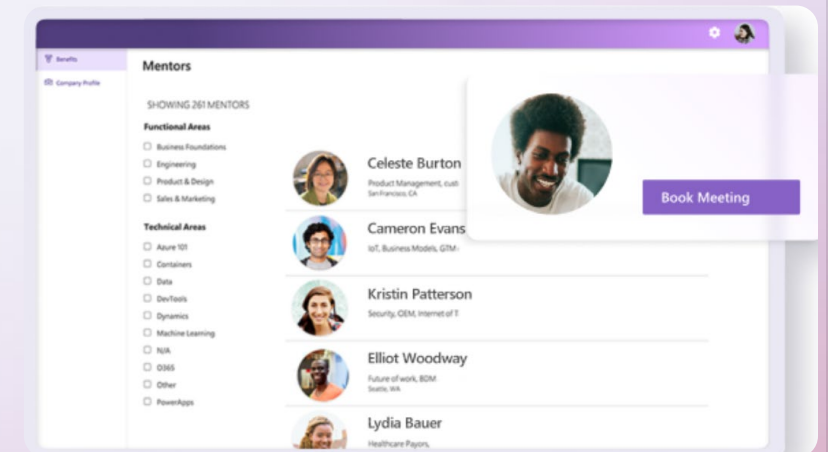 Benefits
Company Profile
Mentors
SHOWING 261 MENTORS
Functional Areas
Business Foundations
Engineering
Product & Design
Sales & Marketing
Technical Areas
Azure 101
Containers
Data
DevTools
Dynamics
Machine Learning
N/A
O365
Other
PowerApps
Celeste Burton
Product Management, cust
San Francisco, CA
Cameron Evans
IoT, Business Models, GTM
Kristin Patterson
Security, OEM, Internet of T
Elliot Woodway
Future of work, BDM
Seattle, WA
Lydia Bauer
Healthcare Payors,
Book Meeting